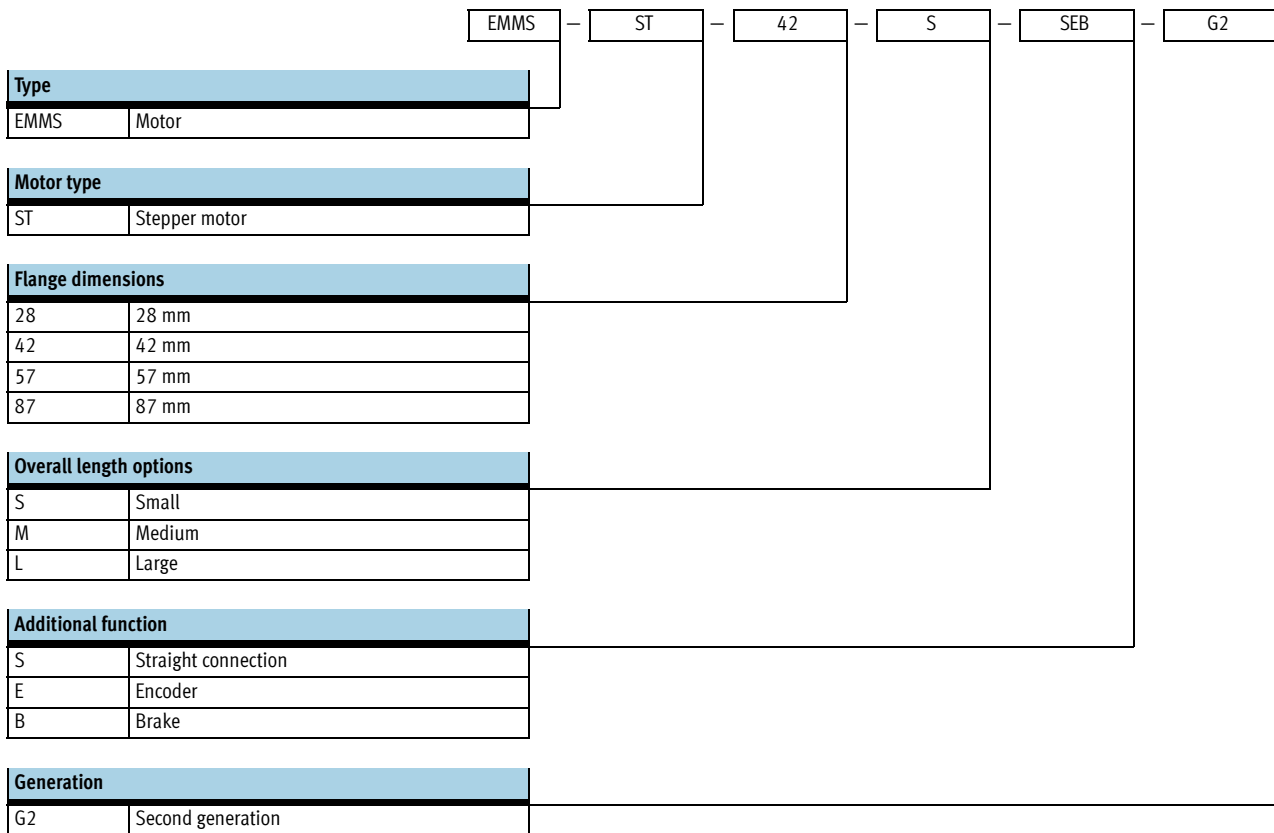 EMMS – ST – 42 – S – SEB – G2
Type
EMMS Motor
Motor type
ST Stepper motor
Flange dimensions
28 28 mm
42 42 mm
57 57 mm
87 87 mm
Overall length options
S Small
M Medium
L Large
Additional function
S Straight connection
E Encoder
B Brake
Generation
G2 Second generation